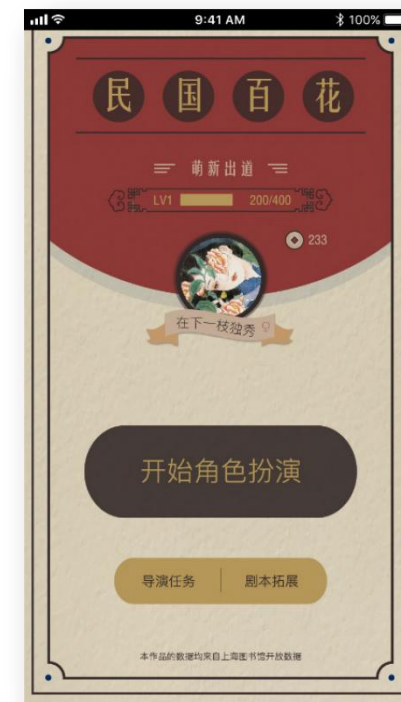 9:41 AM 100%
民国百花
萌新出道
LV1 200/400
233
在下一枝独秀
开始角色扮演
导演任务 剧本拓展
本作品的数据均来自上海图书馆开放数据